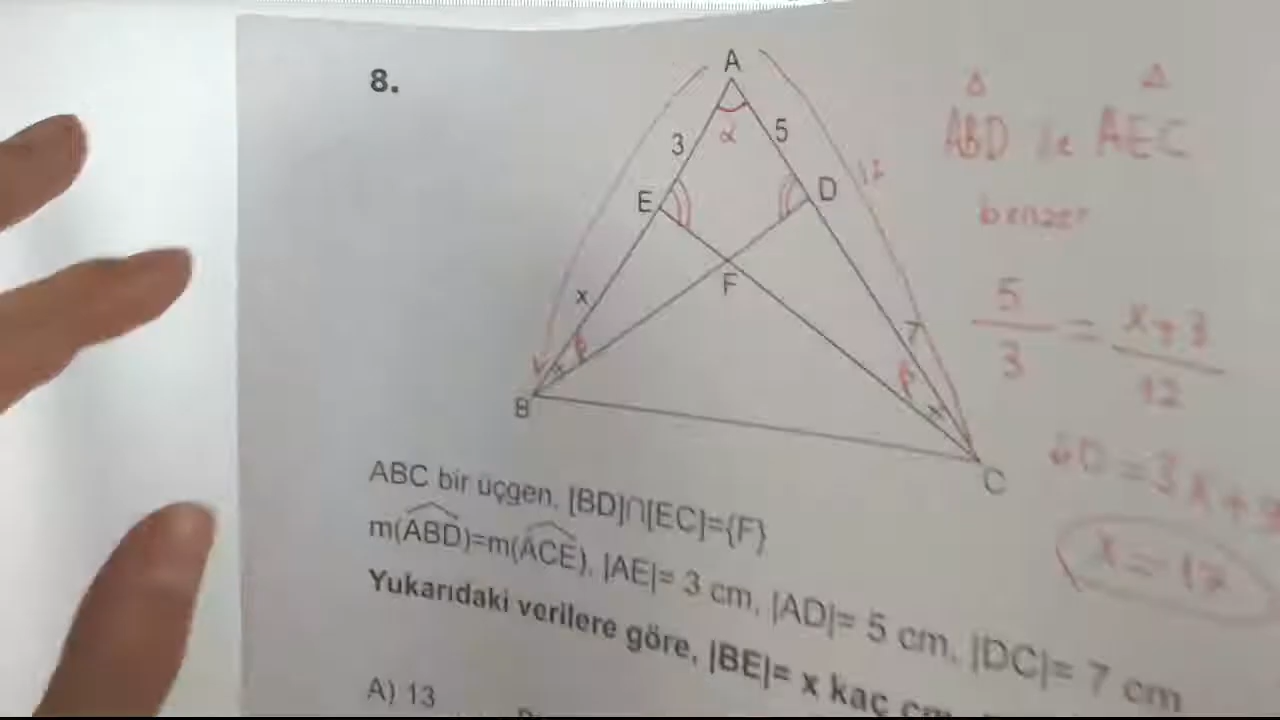 8.
A
α
3
5
E
D
12
F
x
β
7
β
x
B
C
ABD ile AEC
benzer
5/3 = x+3/12
60 = 3x+9
x = 17
ABC bir üçgen, [BD]∩[EC]={F}
m(ABD)=m(ACE), |AE|= 3 cm, |AD|= 5 cm, |DC|= 7 cm
Yukarıdaki verilere göre, |BE|= x kaç cm
A) 13